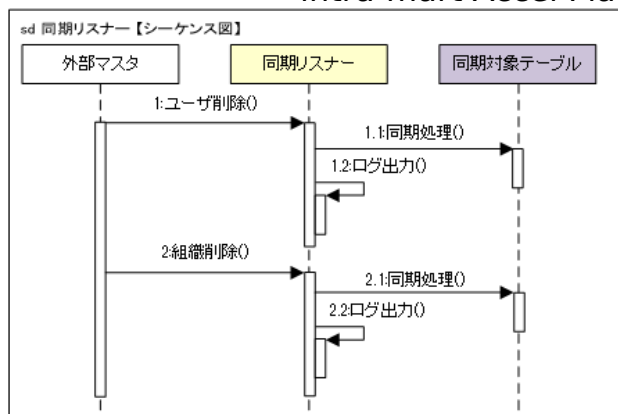 sd 同期リスナー【シーケンス図】
外部マスタ
同期リスナー
同期対象テーブル
1:ユーザ削除()
1.1:同期処理()
1.2:ログ出力()
2:組織削除()
2.1:同期処理()
2.2:ログ出力()